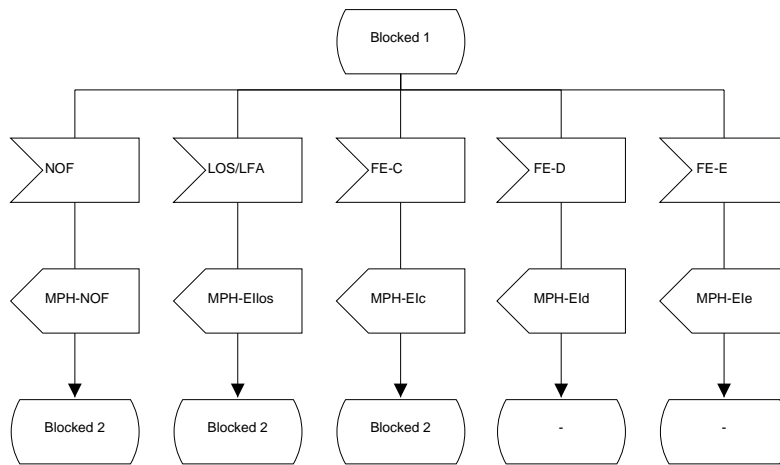 Blocked 1
NOF
LOS/LFA
FE-C
FE-D
FE-E
MPH-NOF
MPH-EIlos
MPH-EIc
MPH-EId
MPH-EIe
Blocked 2
Blocked 2
Blocked 2
-
-